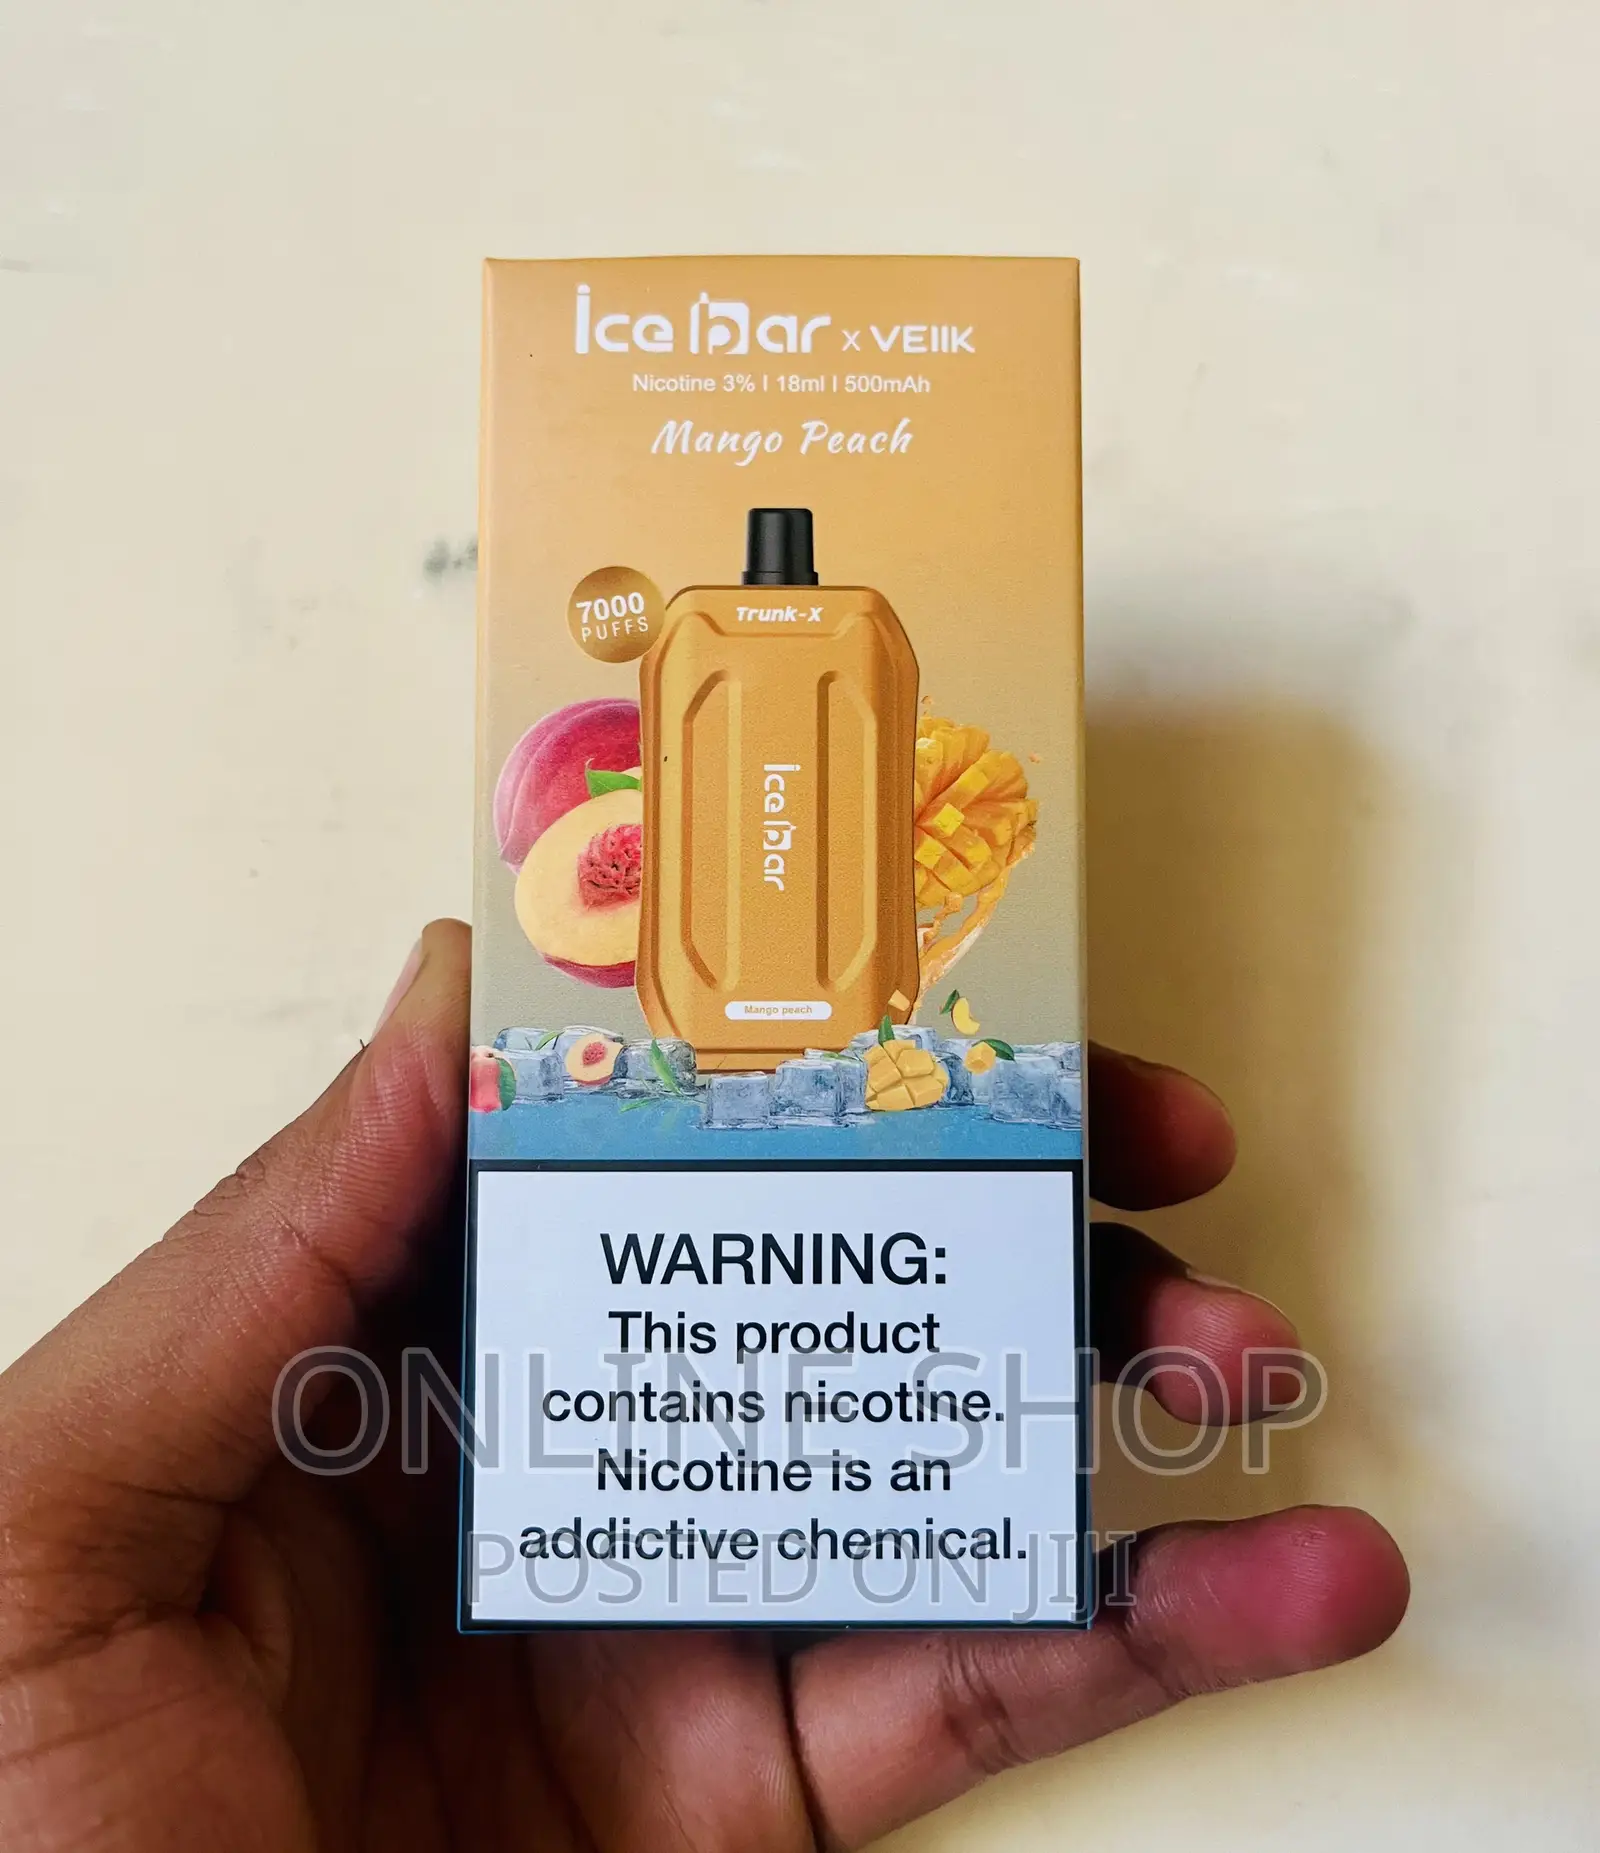 ice bar x VEIIK
Nicotine 3% | 18ml | 500mAh
Mango Peach
7000
PUFFS
Trunk-X
ice bar
Mango peach
WARNING:
This product
contains nicotine.
Nicotine is an
addictive chemical.
ONLINE SHOP
POSTED ON JIJI